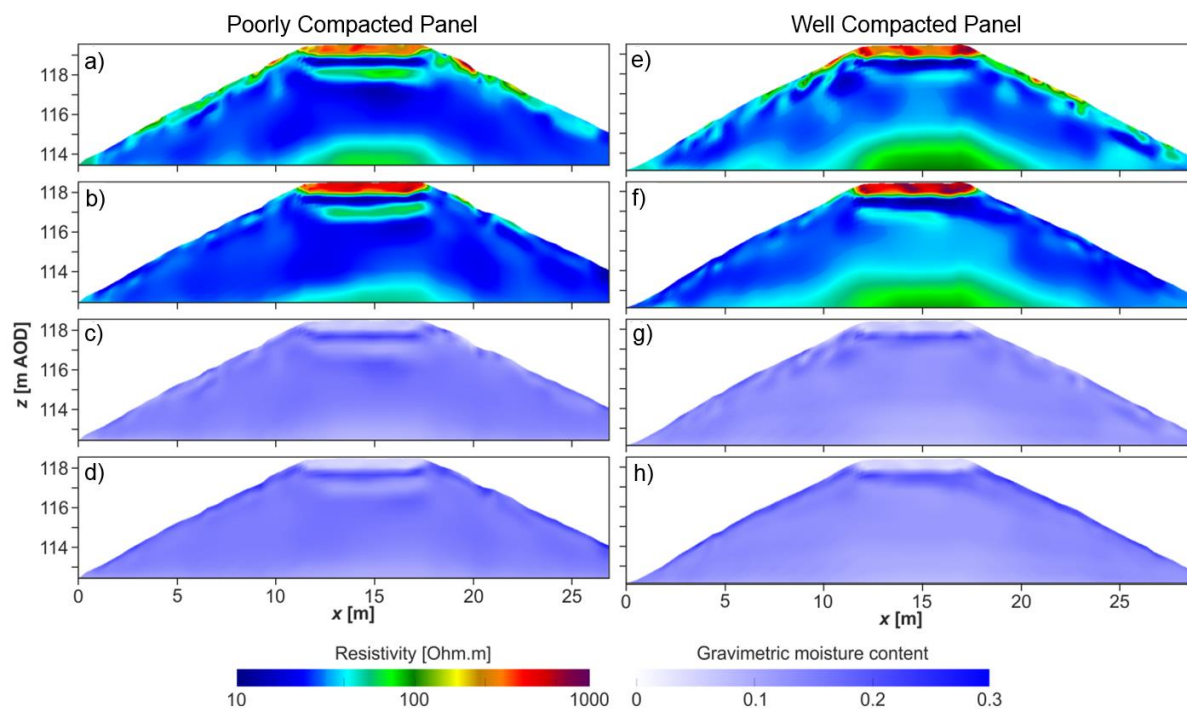 Poorly Compacted Panel
Well Compacted Panel
a)
118
116
114
e)
b)
118
116
114
f)
z [m AOD]
c)
118
116
114
g)
d)
118
116
114
h)
0 5 10 15 20 25
x [m]
0 5 10 15 20 25
x [m]
Resistivity [Ohm.m]
10 100 1000
Gravimetric moisture content
0 0.1 0.2 0.3